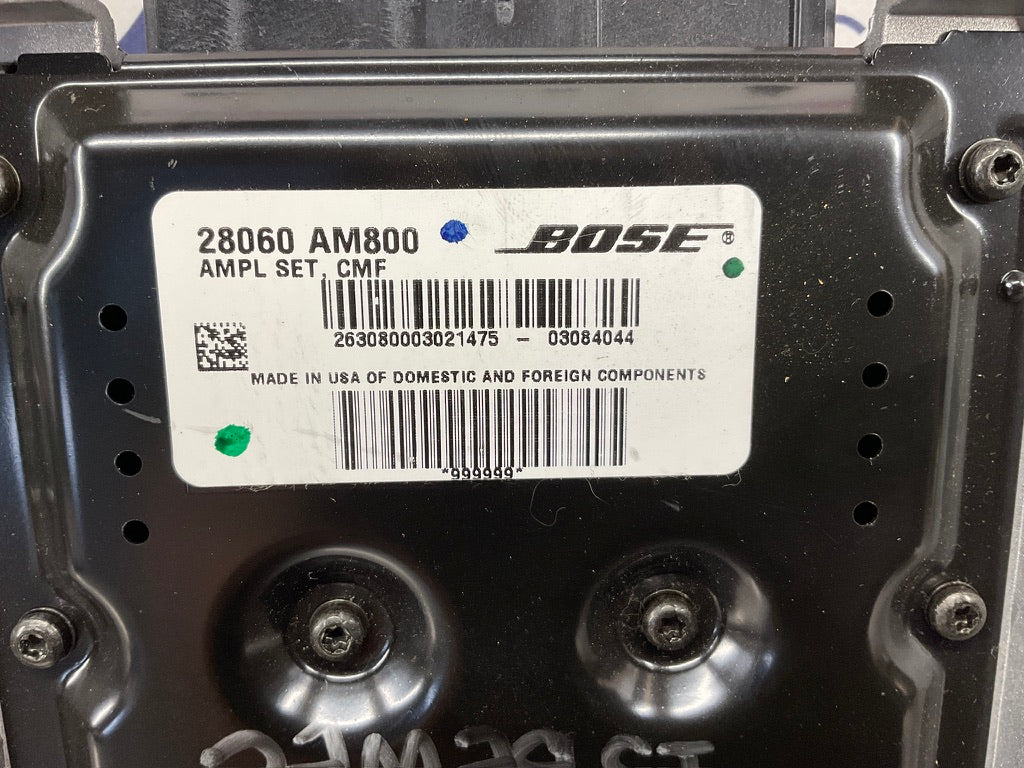 28060 AM800
BOSE®
AMPL SET, CMF
263080003021475 - 03084044
MADE IN USA OF DOMESTIC AND FOREIGN COMPONENTS
*999999*